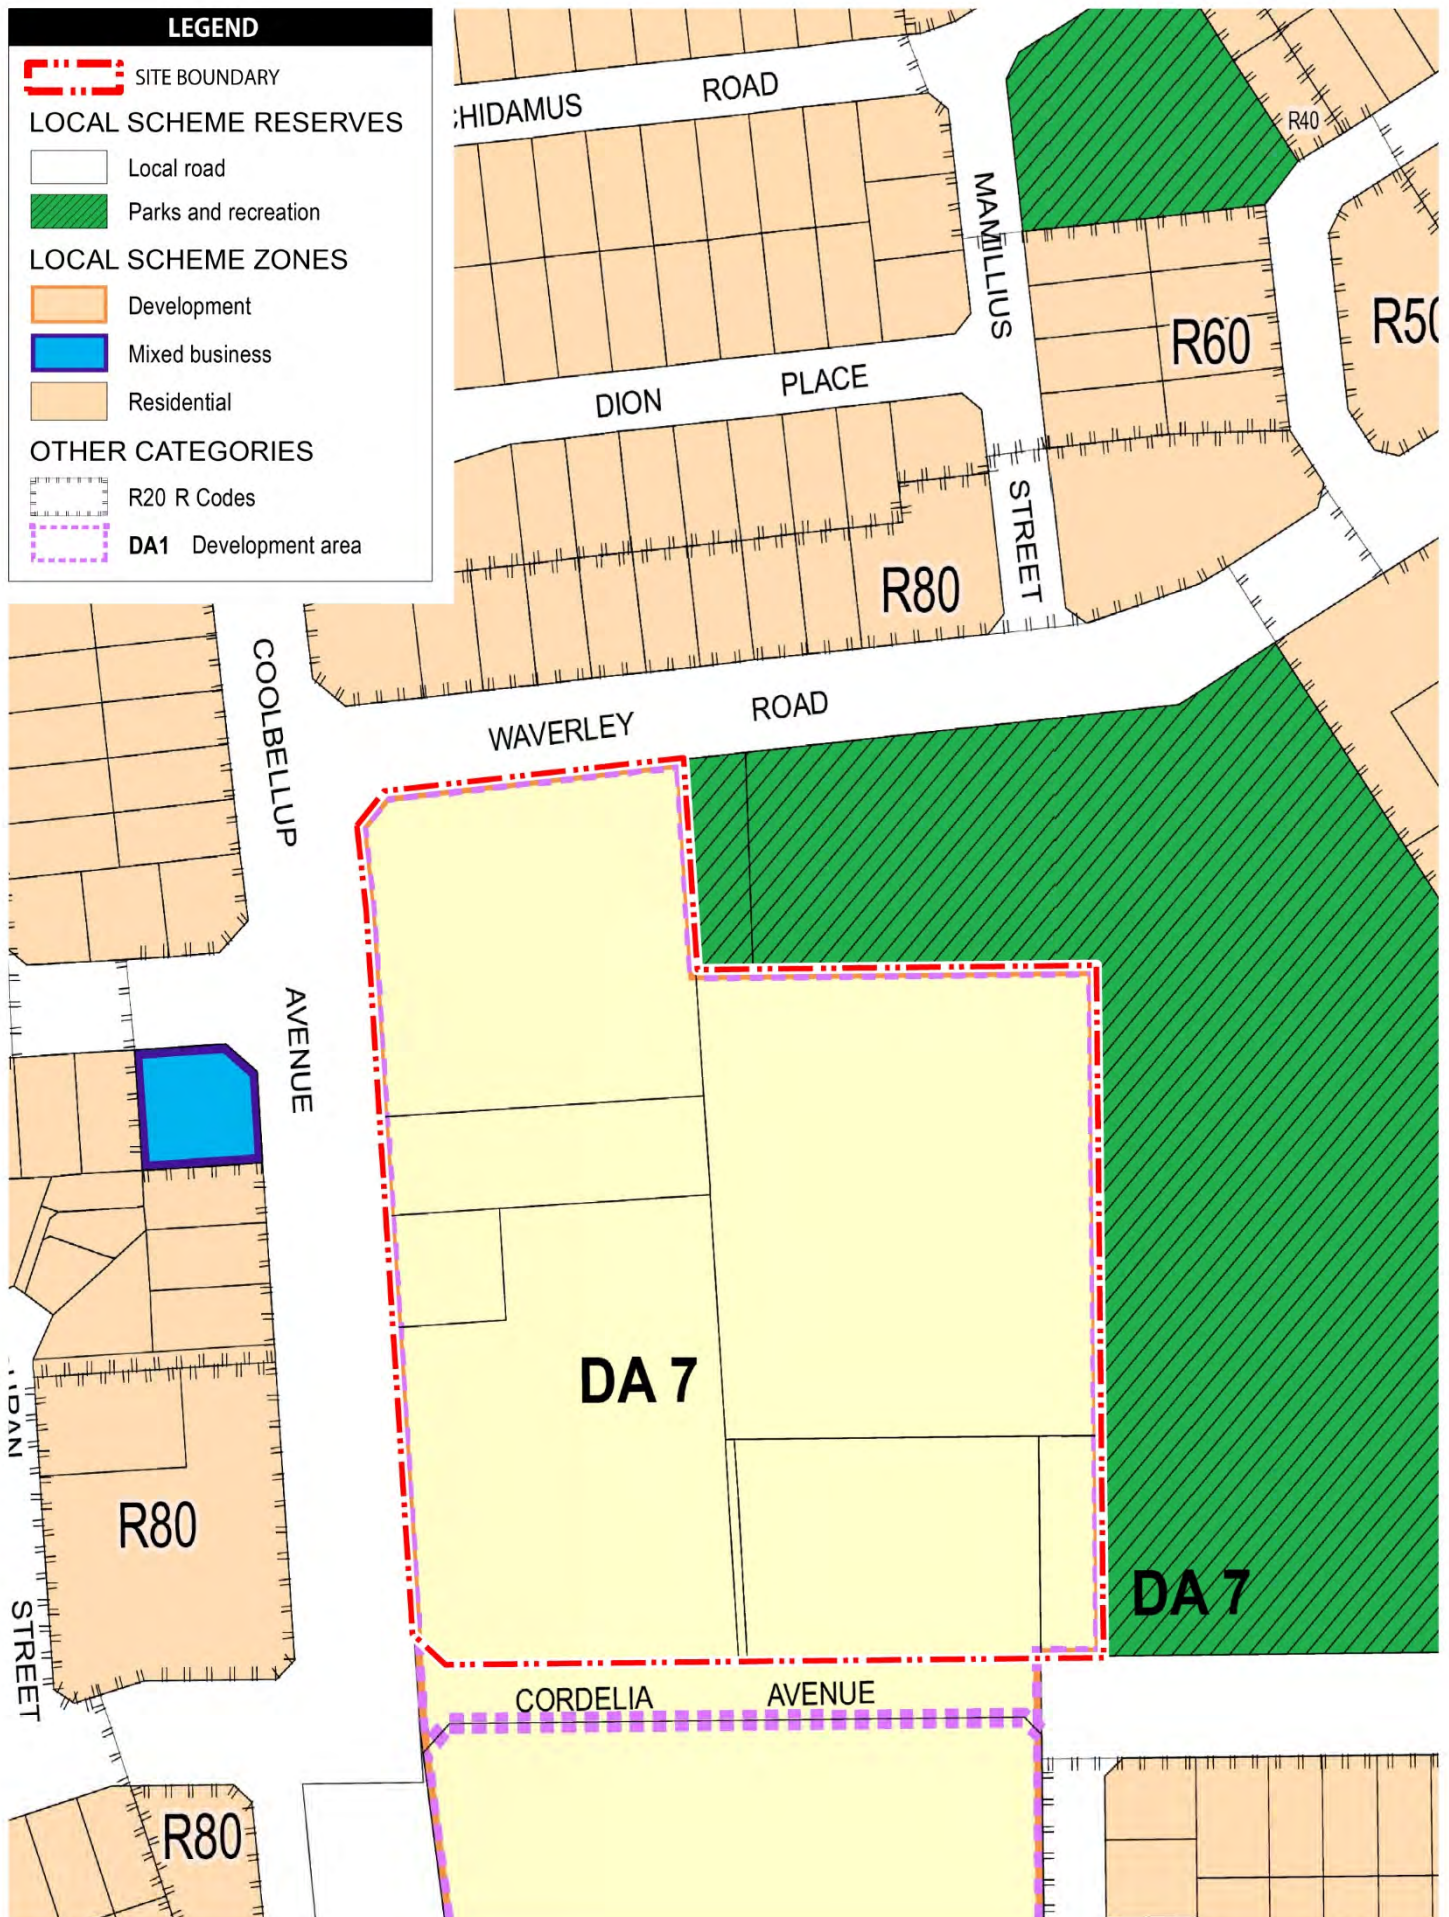 LEGEND
SITE BOUNDARY
LOCAL SCHEME RESERVES
Local road
Parks and recreation
LOCAL SCHEME ZONES
Development
Mixed business
Residential
OTHER CATEGORIES
R20 R Codes
DA1 Development area
CHIDAMUS ROAD
R40
MAMILLIUS
R60
R50
DION PLACE
STREET
R80
COOLBELLUP
WAVERLEY ROAD
AVENUE
DA 7
R80
DA 7
STREET
CORDELIA AVENUE
R80